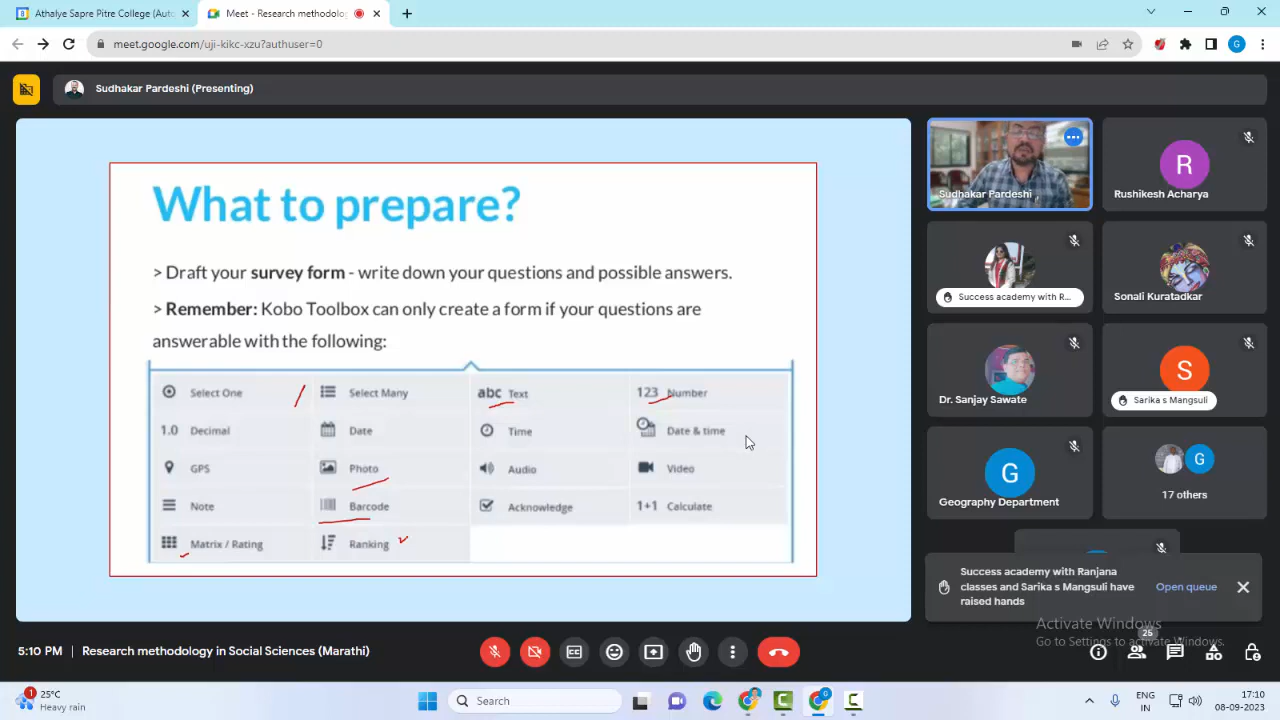 Athalye Sapre Pitre College (Auto
Meet - Research methodolog
meet.google.com/uji-kikc-xzu?authuser=0
G
Sudhakar Pardeshi (Presenting)
What to prepare?
> Draft your survey form - write down your questions and possible answers.
> Remember: Kobo Toolbox can only create a form if your questions are
answerable with the following:
Select One
Select Many
abc Text
123 Number
1.0 Decimal
Date
Time
Date & time
GPS
Photo
Audio
Video
Note
Barcode
Acknowledge
1+1 Calculate
Matrix / Rating
Ranking
Sudhakar Pardeshi
R
Rushikesh Acharya
Success academy with R...
Sonali Kuratadkar
Dr. Sanjay Sawate
S
Sarika s Mangsuli
G
Geography Department
G
17 others
Success academy with Ranjana
classes and Sarika s Mangsuli have
raised hands
Open queue
Activate Windows
Go to Settings to activate Windows.
25
5:10 PM | Research methodology in Social Sciences (Marathi)
1
25°C
Heavy rain
Search
G
ENG
IN
17:10
08-09-2023